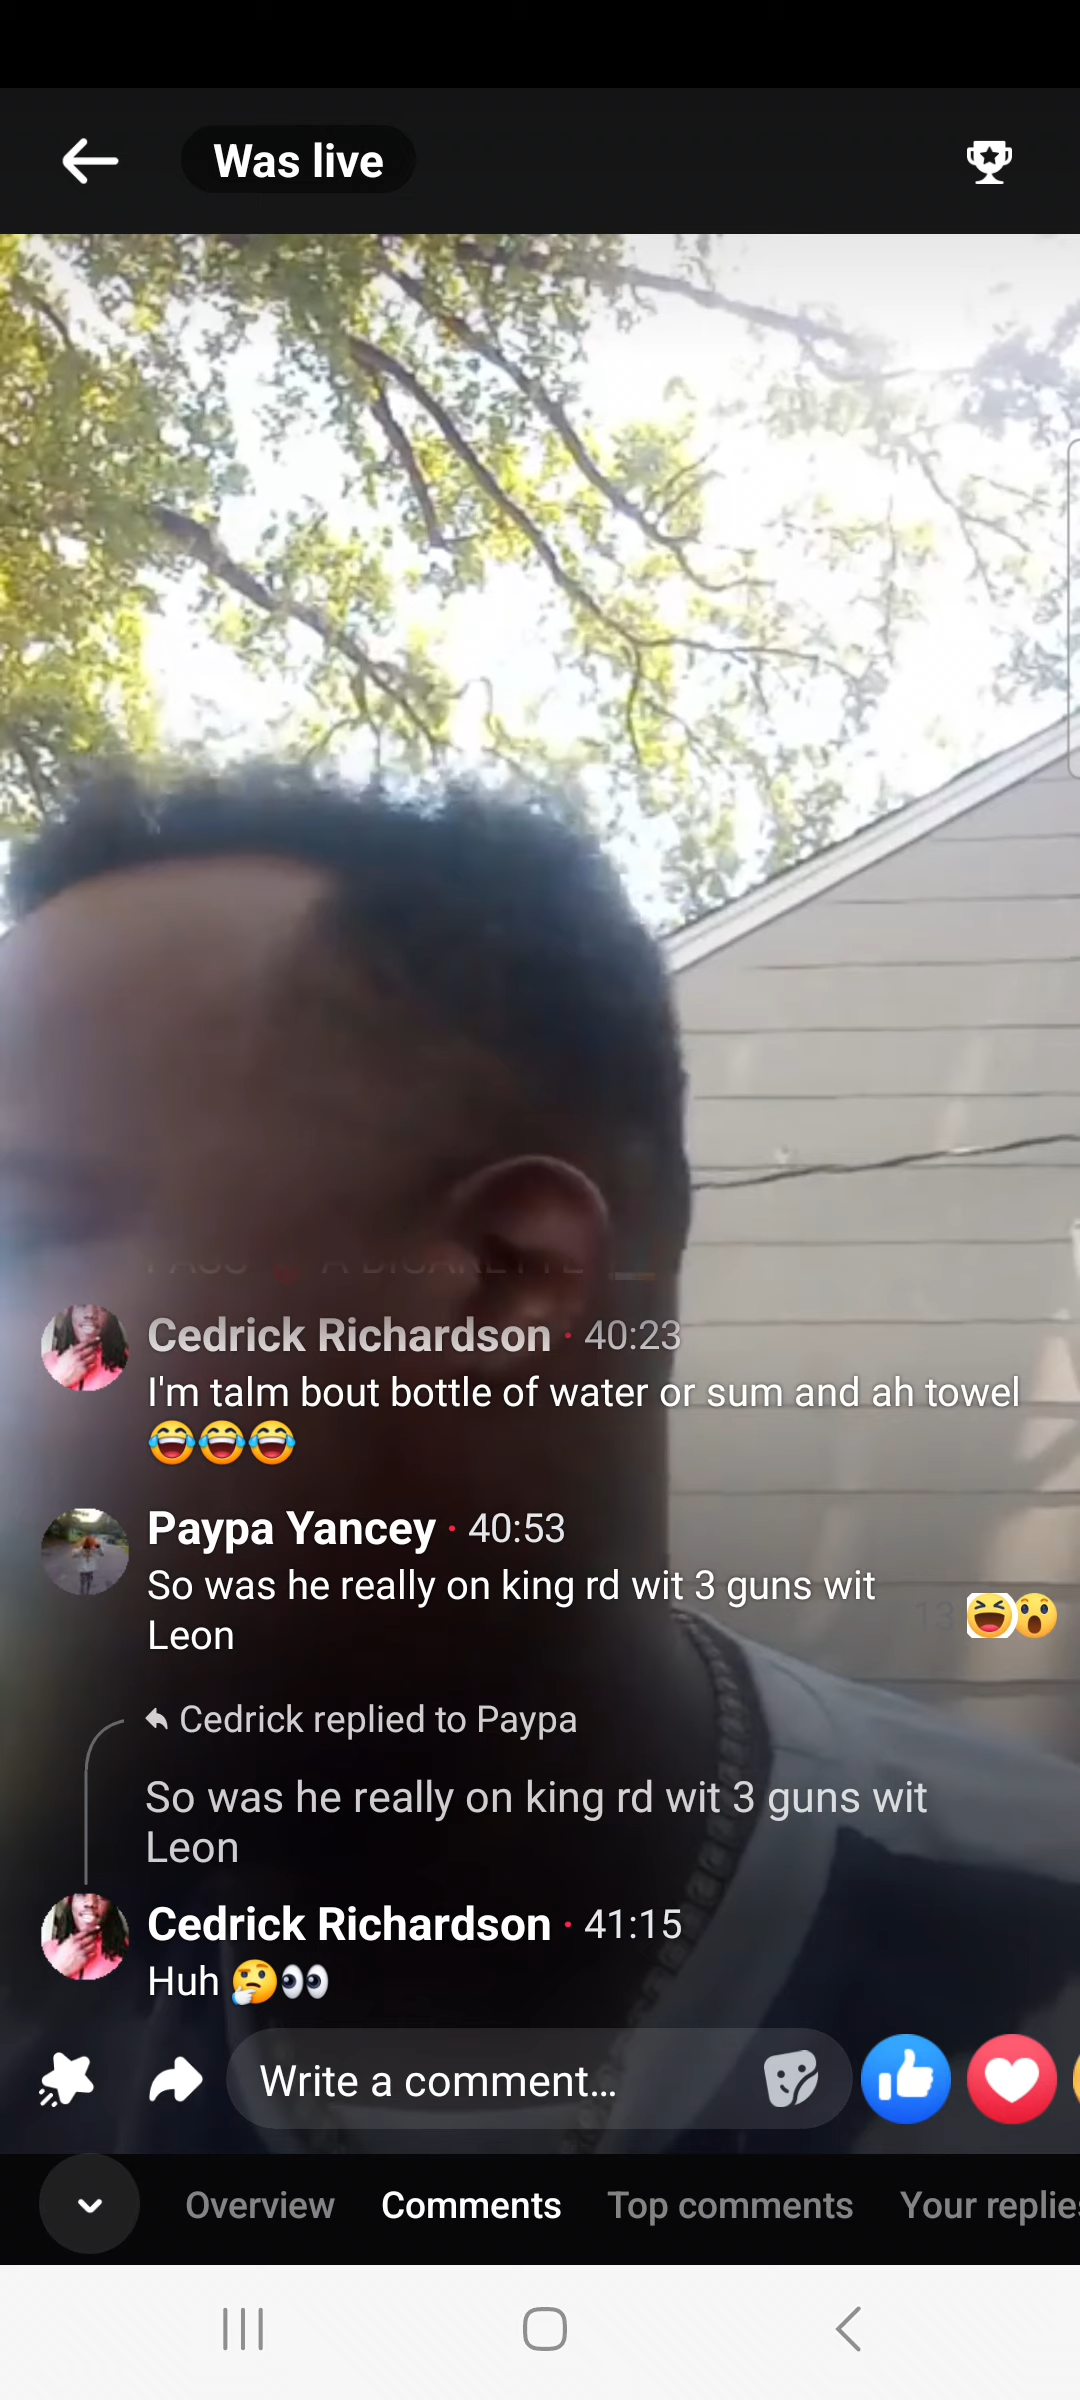 Was live
Cedrick Richardson · 40:23
I'm talm bout bottle of water or sum and ah towel
😂😂😂
Paypa Yancey · 40:53
So was he really on king rd wit 3 guns wit
Leon
13 😆😮
Cedrick replied to Paypa
So was he really on king rd wit 3 guns wit
Leon
Cedrick Richardson · 41:15
Huh 🤔👀
Write a comment...
Overview Comments Top comments Your replies